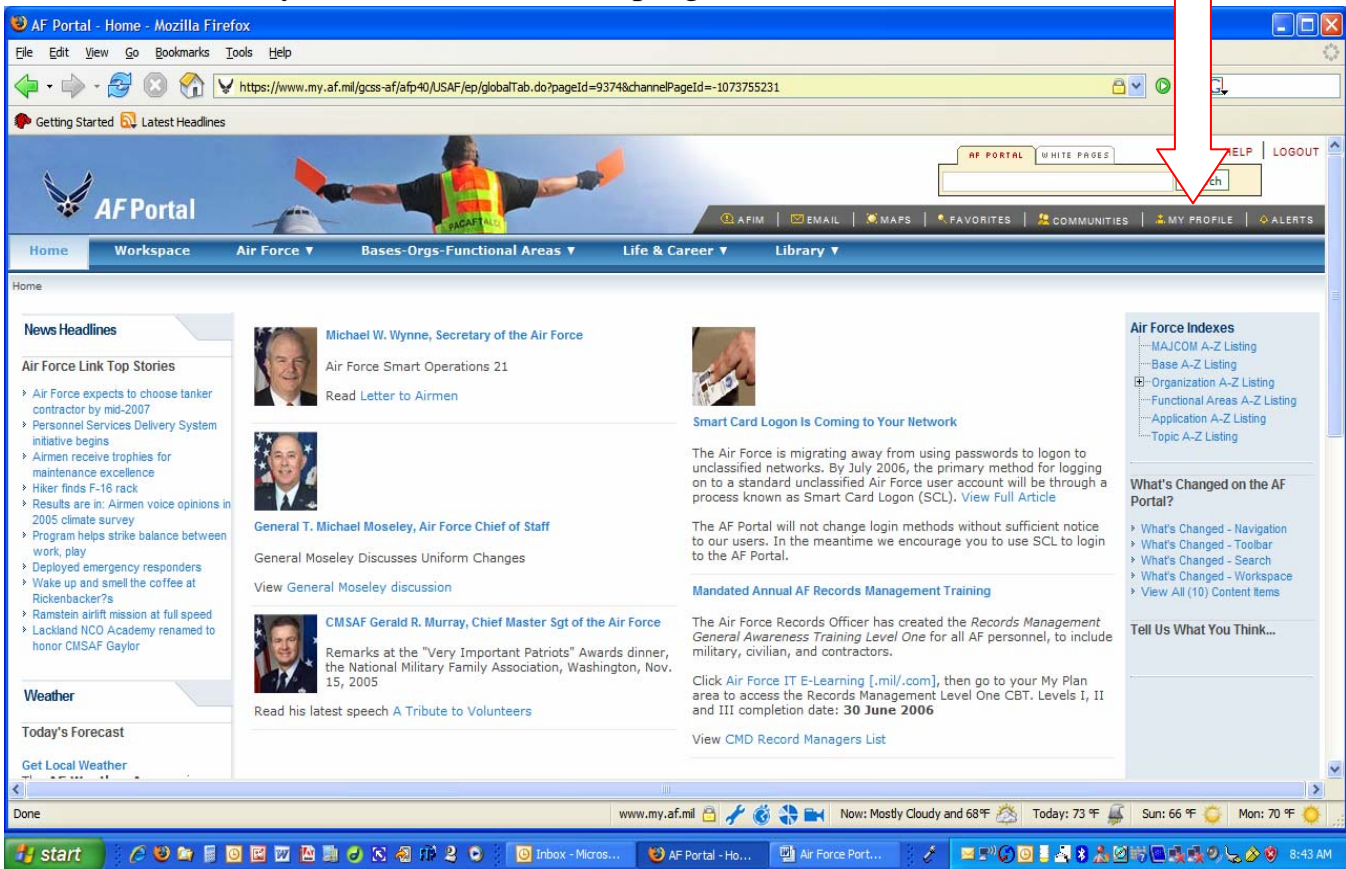 AF Portal - Home - Mozilla Firefox
File Edit View Go Bookmarks Tools Help
https://www.my.af.mil/gcss-af/afp40/USAF/ep/globalTab.do?pageId=9374&channelPageId=-1073755231
Getting Started Latest Headlines
AF PORTAL WHITE PAGES
LOGOUT
AF Portal
PACAF
AFIM | EMAIL | MAPS | FAVORITES | COMMUNITIES | MY PROFILE | ALERTS
Home Workspace Air Force Bases-Orgs-Functional Areas Life & Career Library
Home
News Headlines
Air Force Link Top Stories
Air Force expects to choose tanker
contractor by mid-2007
Personnel Services Delivery System
initiative begins
Airmen receive trophies for
maintenance excellence
Hiker finds F-16 rack
Results are in: Airmen voice opinions in
2005 climate survey
Program helps strike balance between
work, play
Deployed emergency responders
Wake up and smell the coffee at
Rickenbacker?s
Ramstein airlift mission at full speed
Lackland NCO Academy renamed to
honor CMSAF Gaylor
Weather
Today's Forecast
Get Local Weather
Michael W. Wynne, Secretary of the Air Force
Air Force Smart Operations 21
Read Letter to Airmen
General T. Michael Moseley, Air Force Chief of Staff
General Moseley Discusses Uniform Changes
View General Moseley discussion
CMSAF Gerald R. Murray, Chief Master Sgt of the Air Force
Remarks at the "Very Important Patriots" Awards dinner,
the National Military Family Association, Washington, Nov.
15, 2005
Read his latest speech A Tribute to Volunteers
Smart Card Logon Is Coming to Your Network
The Air Force is migrating away from using passwords to logon to
unclassified networks. By July 2006, the primary method for logging
on to a standard unclassified Air Force user account will be through a
process known as Smart Card Logon (SCL). View Full Article
The AF Portal will not change login methods without sufficient notice
to our users. In the meantime we encourage you to use SCL to login
to the AF Portal.
Mandated Annual AF Records Management Training
The Air Force Records Officer has created the Records Management
General Awareness Training Level One for all AF personnel, to include
military, civilian, and contractors.
Click Air Force IT E-Learning [.mil/.com], then go to your My Plan
area to access the Records Management Level One CBT. Levels I, II
and III completion date: 30 June 2006
View CMD Record Managers List
Air Force Indexes
MAJCOM A-Z Listing
Base A-Z Listing
Organization A-Z Listing
Functional Areas A-Z Listing
Application A-Z Listing
Topic A-Z Listing
What's Changed on the AF
Portal?
What's Changed - Navigation
What's Changed - Toolbar
What's Changed - Search
What's Changed - Workspace
View All (10) Content Items
Tell Us What You Think...
Done www.my.af.mil Now: Mostly Cloudy and 68°F Today: 73 °F Sun: 66 °F Mon: 70 °F
start Inbox - Micros... AF Portal - Ho... Air Force Port... 8:43 AM